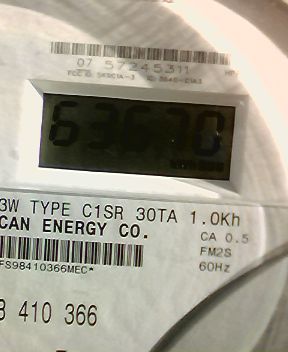 07 57245311
63670
3W TYPE C1SR 30TA 1.0Kh
CAN ENERGY CO.
CA 0.5
FM2S
60Hz
FS98410366MEC*
8 410 366